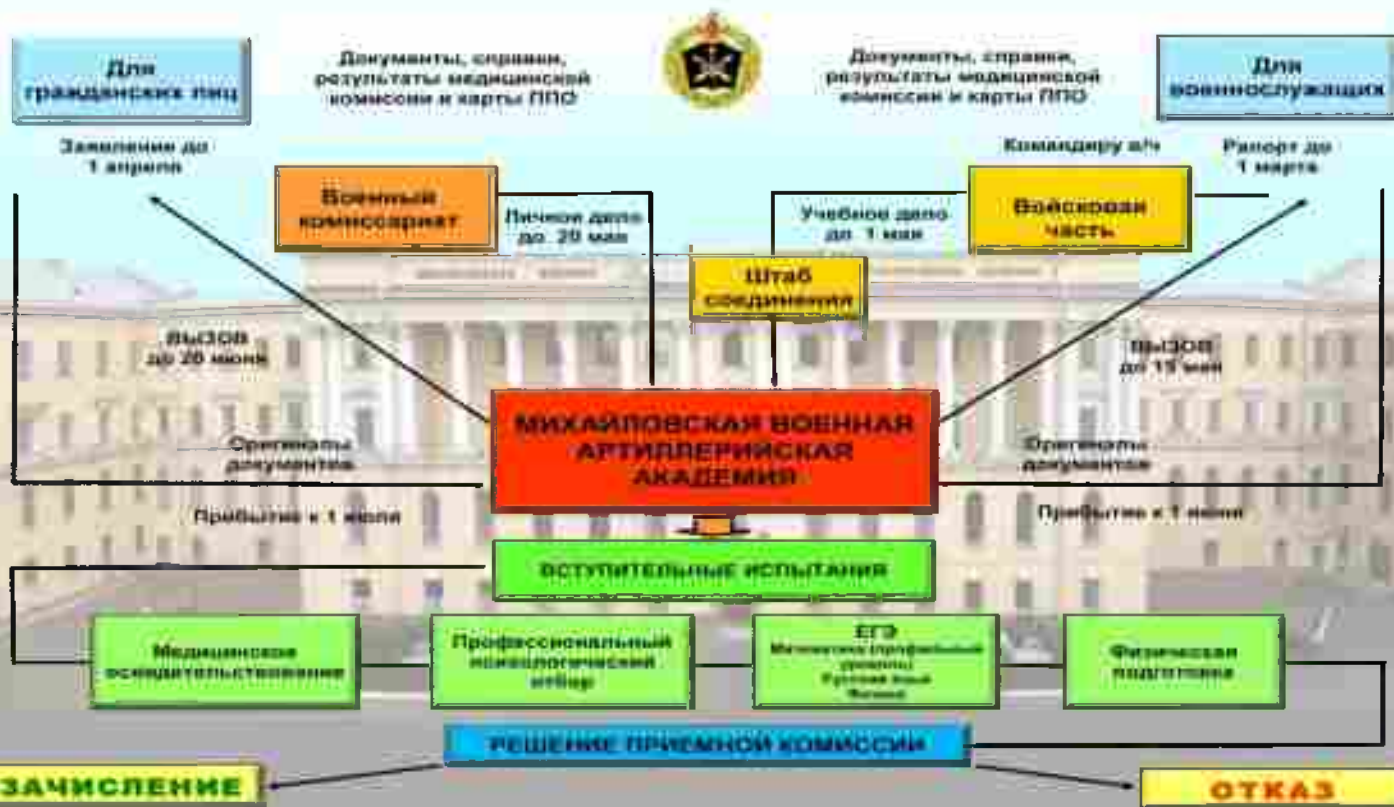 Для
гражданских лиц
Документы, справки,
результаты медицинской
комиссии и карты ППО
Документы, справки,
результаты медицинской
комиссии и карты ППО
Для
военнослужащих
Заявление до
1 апреля
Командиру в/ч
Рапорт до
1 марта
Военный
комиссариат
Личное дело
до 20 мая
Учебное дело
до 1 мая
Войсковая
часть
Штаб
соединения
ВЫЗОВ
до 20 июня
ВЫЗОВ
до 15 мая
МИХАЙЛОВСКАЯ ВОЕННАЯ
АРТИЛЛЕРИЙСКАЯ
АКАДЕМИЯ
Оригиналы
документов
Оригиналы
документов
Прибытие к 1 июля
Прибытие к 1 июня
ВСТУПИТЕЛЬНЫЕ ИСПЫТАНИЯ
Медицинское
освидетельствование
Профессиональный
психологический
отбор
ЕГЭ
Математика (профильный
уровень)
Русский язык
Физика
Физическая
подготовка
РЕШЕНИЕ ПРИЕМНОЙ КОМИССИИ
ЗАЧИСЛЕНИЕ
ОТКАЗ